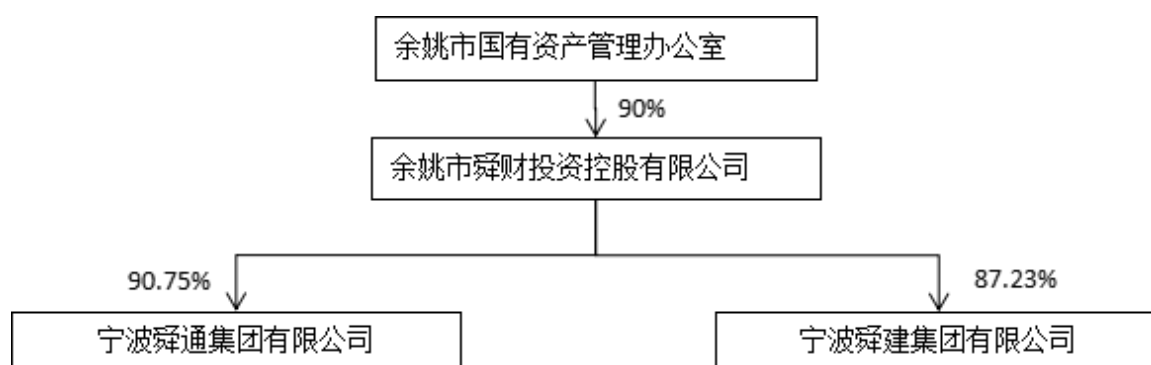 余姚市国有资产管理办公室
90%
余姚市舜财投资控股有限公司
90.75%
87.23%
宁波舜通集团有限公司
宁波舜建集团有限公司